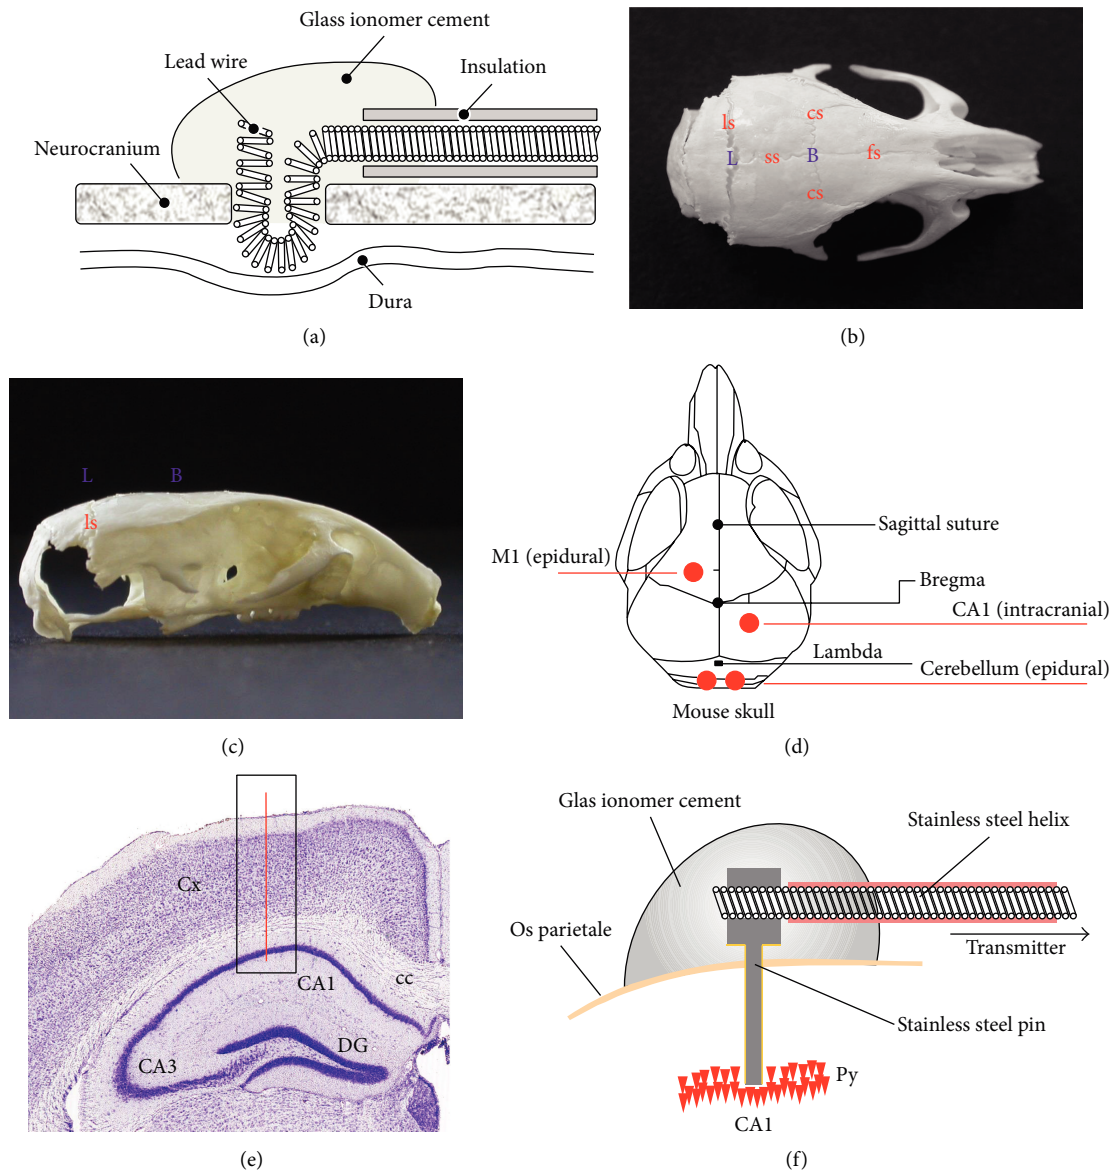 Glass ionomer cement
Lead wire
Insulation
Neurocranium
Dura
(a)
cs
ls
L
ss
B
fs
cs
(b)
L
B
ls
(c)
Sagittal suture
M1 (epidural)
Bregma
CA1 (intracranial)
Lambda
Cerebellum (epidural)
Mouse skull
(d)
Cx
CA1
cc
CA3
DG
(e)
Glas ionomer cement
Stainless steel helix
Os parietale
Transmitter
Stainless steel pin
Py
CA1
(f)